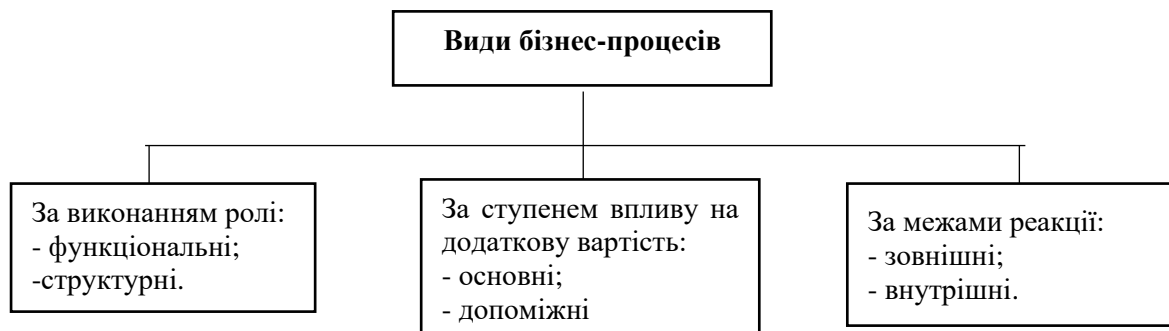 Види бізнес-процесів
За виконанням ролі:
- функціональні;
-структурні.
За ступенем впливу на
додаткову вартість:
- основні;
- допоміжні
За межами реакції:
- зовнішні;
- внутрішні.